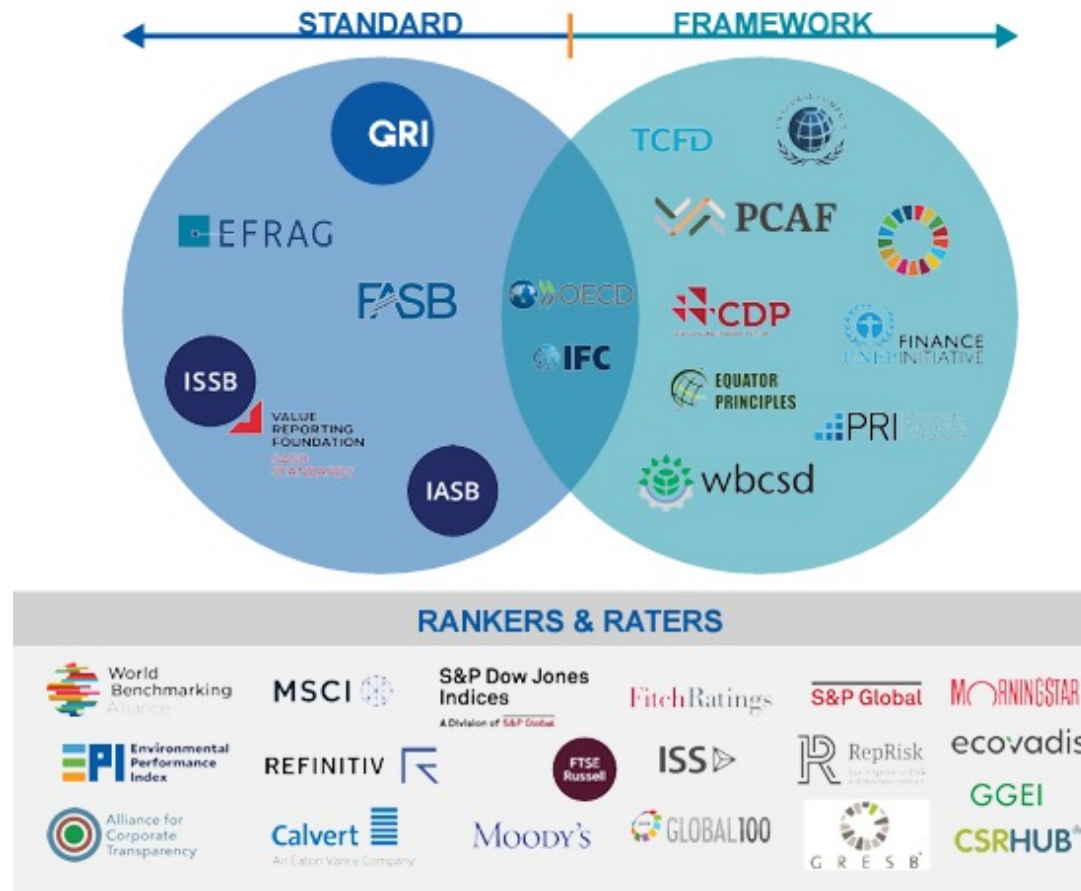 STANDARD
FRAMEWORK
GRI
TCFD
EFRAG
PCAF
FASB
OECD
CDP
IFC
FINANCE
UNEP INITIATIVE
ISSB
EQUATOR
PRINCIPLES
VALUE
REPORTING
FOUNDATION
SASB
STANDARDS
PRI
IASB
wbcsd
RANKERS & RATERS
World
Benchmarking
Alliance
MSCI
S&P Dow Jones
Indices
A Division of S&P Global
FitchRatings
S&P Global
MORNINGSTAR
EPI Environmental
Performance
Index
REFINITIV
FTSE
Russell
ISS
RepRisk
ecovadis
GGEI
Alliance for
Corporate
Transparency
Calvert
An Eaton Vance Company
MOODY'S
GLOBAL100
GRESB
CSRHUB®